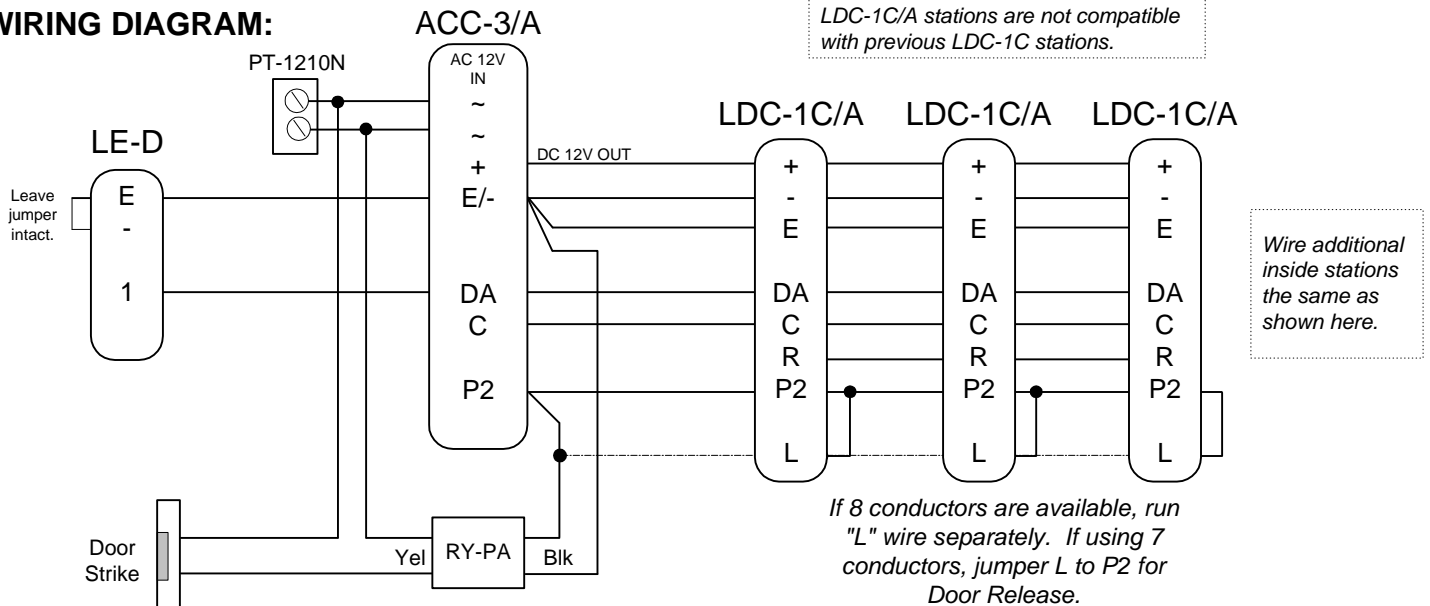 WIRING DIAGRAM:
LDC-1C/A stations are not compatible
with previous LDC-1C stations.
ACC-3/A
PT-1210N
AC 12V
IN
~
~
+
E/-
DA
C
P2
DC 12V OUT
LE-D
E
-
1
Leave
jumper
intact.
LDC-1C/A
+
-
E
DA
C
R
P2
L
LDC-1C/A
+
-
E
DA
C
R
P2
L
LDC-1C/A
+
-
E
DA
C
R
P2
L
Wire additional
inside stations
the same as
shown here.
Door
Strike
Yel
RY-PA
Blk
If 8 conductors are available, run
"L" wire separately. If using 7
conductors, jumper L to P2 for
Door Release.